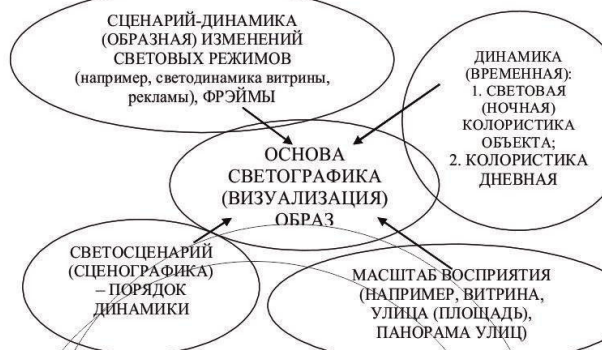 СЦЕНАРИЙ-ДИНАМИКА
(ОБРАЗНАЯ) ИЗМЕНЕНИЙ
СВЕТОВЫХ РЕЖИМОВ
(например, светодинамика витрины,
рекламы), ФРЭЙМЫ
ДИНАМИКА
(ВРЕМЕННАЯ):
1. СВЕТОВАЯ
(НОЧНАЯ)
КОЛОРИСТИКА
ОБЪЕКТА;
2. КОЛОРИСТИКА
ДНЕВНАЯ
ОСНОВА
СВЕТОГРАФИКА
(ВИЗУАЛИЗАЦИЯ)
ОБРАЗ
СВЕТОСЦЕНАРИЙ
(СЦЕНОГРАФИКА)
– ПОРЯДОК
ДИНАМИКИ
МАСШТАБ ВОСПРИЯТИЯ
(НАПРИМЕР, ВИТРИНА,
УЛИЦА (ПЛОЩАДЬ),
ПАНОРАМА УЛИЦ)